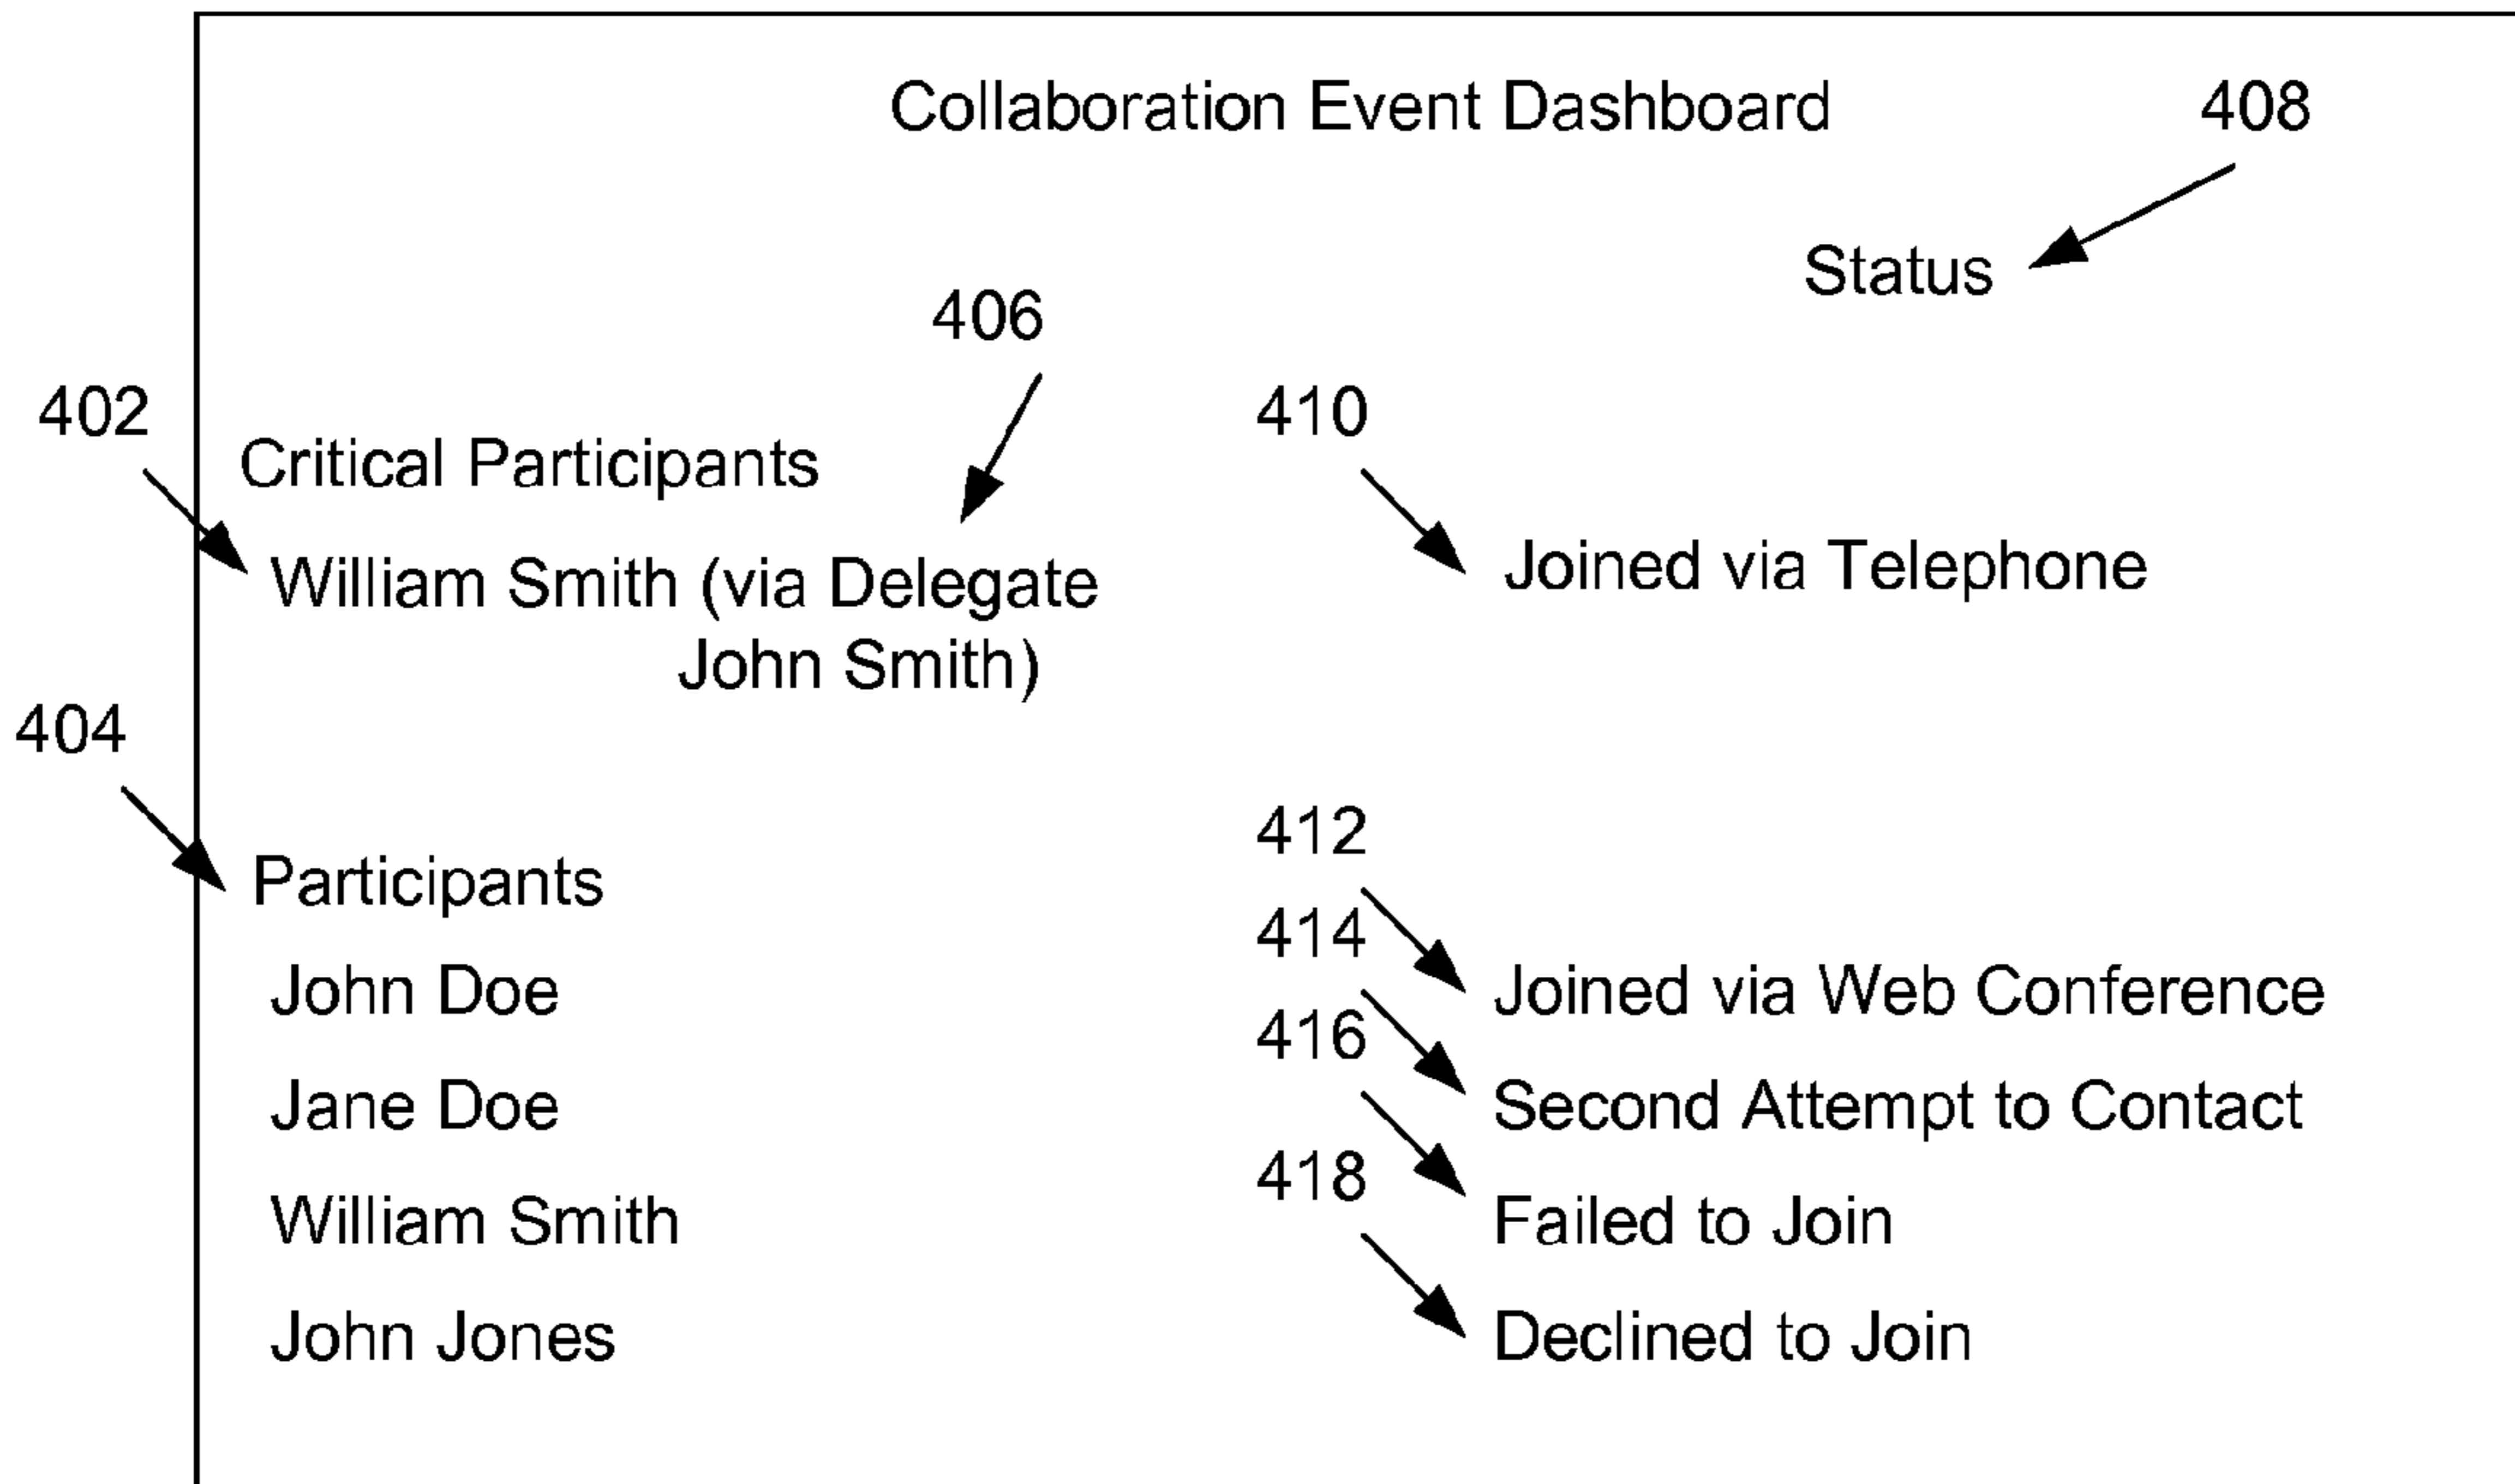 Collaboration Event Dashboard
408
Status
406
402
410
Critical Participants
William Smith (via Delegate
John Smith)
Joined via Telephone
404
Participants
412
414
John Doe
Joined via Web Conference
416
Jane Doe
Second Attempt to Contact
418
William Smith
Failed to Join
John Jones
Declined to Join